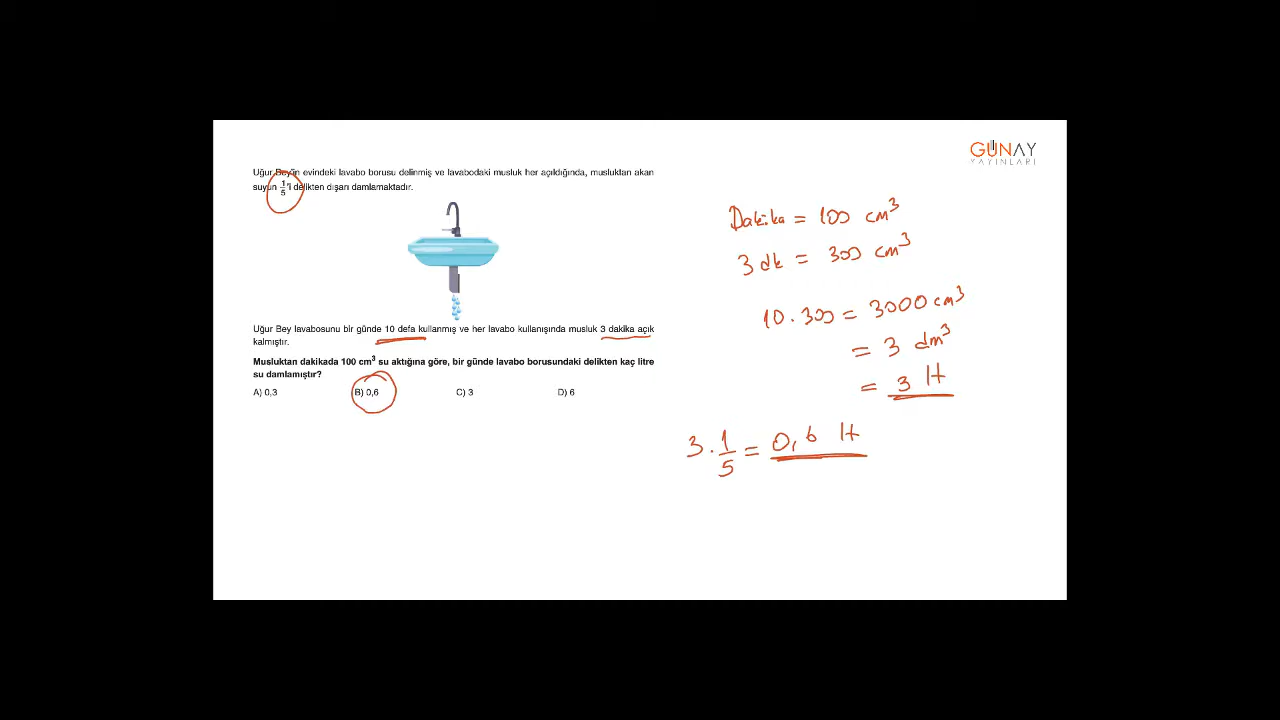 GÜNAY
YAYINLARI
Uğur Bey'in evindeki lavabo borusu delinmiş ve lavabodaki musluk her açıldığında, musluktan akan
suyun 1/5'i delikten dışarı damlamaktadır.
Uğur Bey lavabosunu bir günde 10 defa kullanmış ve her lavabo kullanışında musluk 3 dakika açık
kalmıştır.
Musluktan dakikada 100 cm³ su aktığına göre, bir günde lavabo borusundaki delikten kaç litre
su damlamıştır?
A) 0,3 B) 0,6 C) 3 D) 6
Dakika = 100 cm³
3 dk = 300 cm³
10 . 300 = 3000 cm³
= 3 dm³
= 3 lt
3 . 1/5 = 0,6 lt